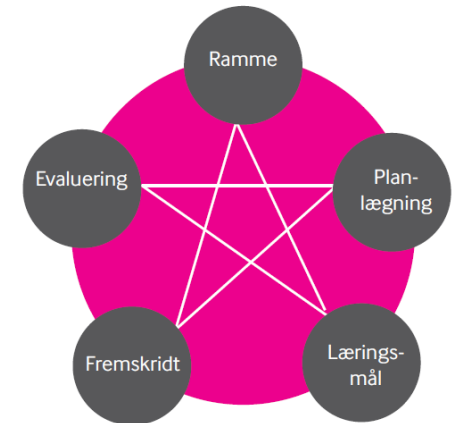 Ramme
Evaluering
Plan-
lægning
Fremskridt
Lærings-
mål